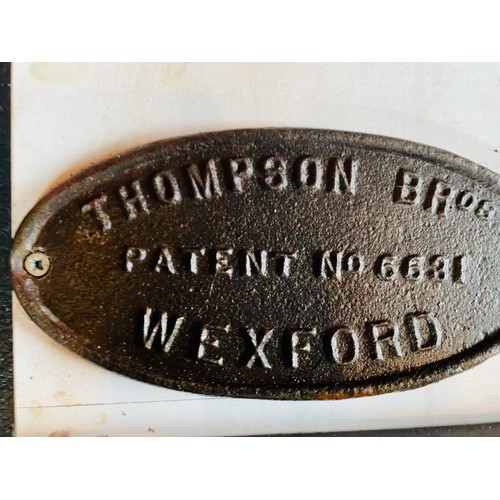 THOMPSON BROS
PATENT NO 6631
WEXFORD